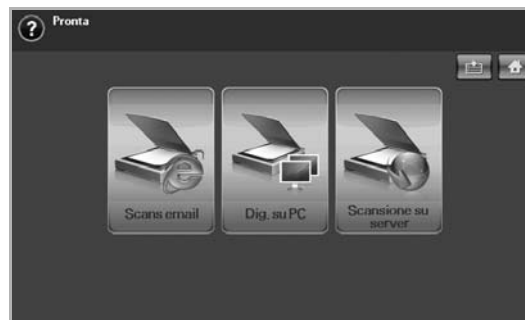 Pronta
Scans email
Dig. su PC
Scansione su
server